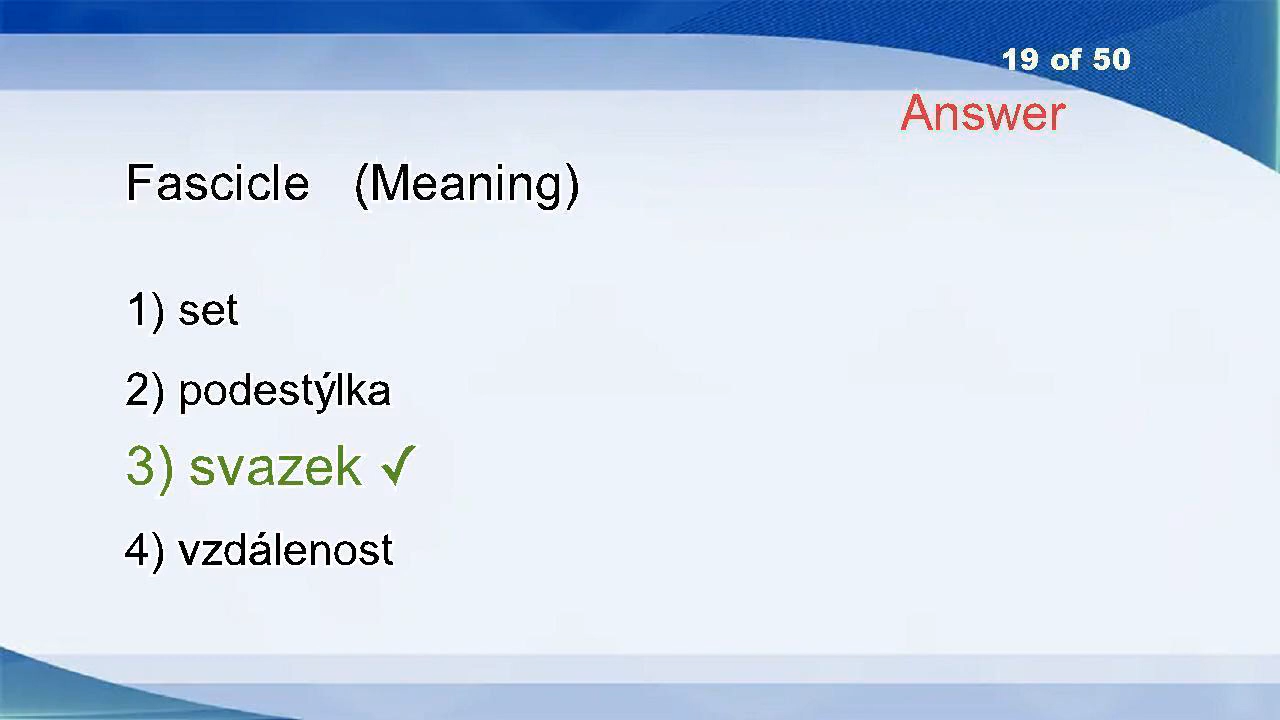 19 of 50
Answer
Fascicle (Meaning)
1) set
2) podestýlka
3) svazek ✓
4) vzdálenost